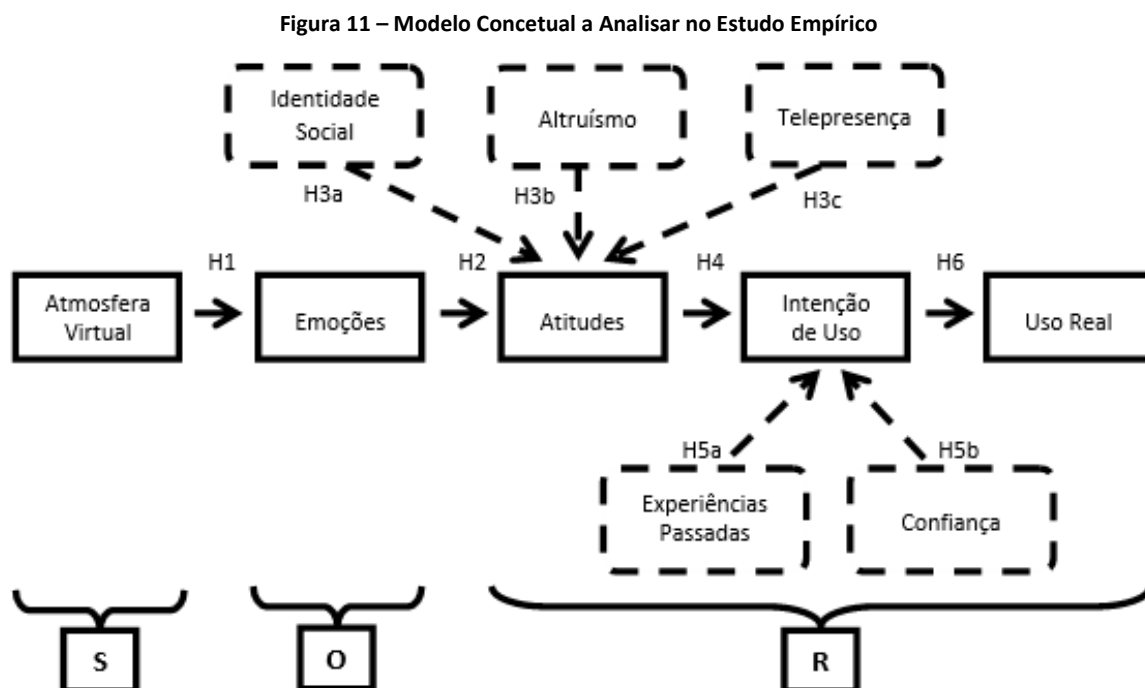 Figura 11 – Modelo Concetual a Analisar no Estudo Empírico
Identidade
Social
Altruísmo
Telepresença
H3a
H3b
H3c
H1
H2
H4
H6
Atmosfera
Virtual
Emoções
Atitudes
Intenção
de Uso
Uso Real
H5a
H5b
Experiências
Passadas
Confiança
S
O
R